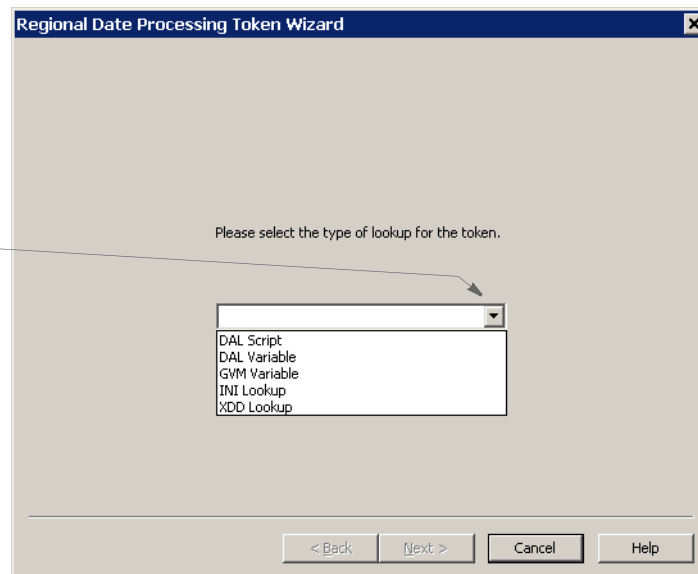 Regional Date Processing Token Wizard
Please select the type of lookup for the token.
DAL Script
DAL Variable
GVM Variable
INI Lookup
XDD Lookup
< Back Next > Cancel Help